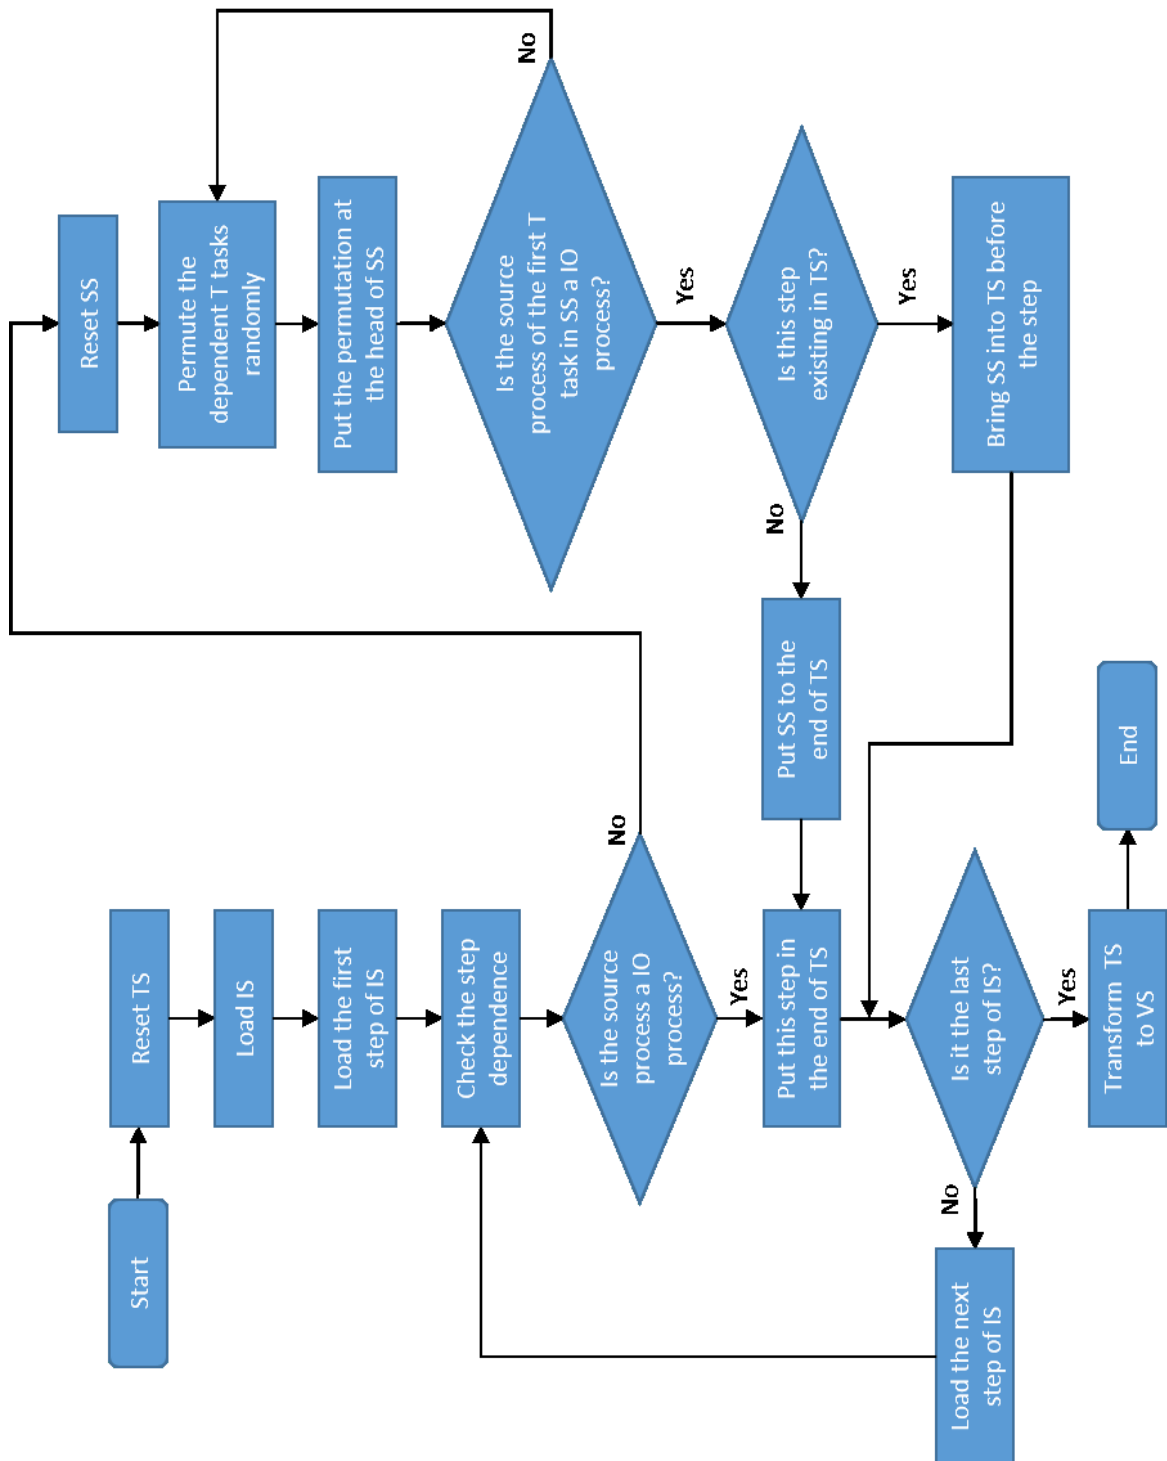 Start
Reset TS
Load IS
Load the first
step of IS
Check the step
dependence
Is the source
process a IO
process?
No
Yes
Put this step in
the end of TS
Is it the last
step of IS?
No
Yes
Load the next
step of IS
Transform TS
to VS
End
Reset SS
Permute the
dependent T tasks
randomly
Put the permutation at
the head of SS
Is the source
process of the first T
task in SS a IO
process?
No
Yes
Is this step
existing in TS?
No
Yes
Put SS to the
end of TS
Bring SS into TS before
the step